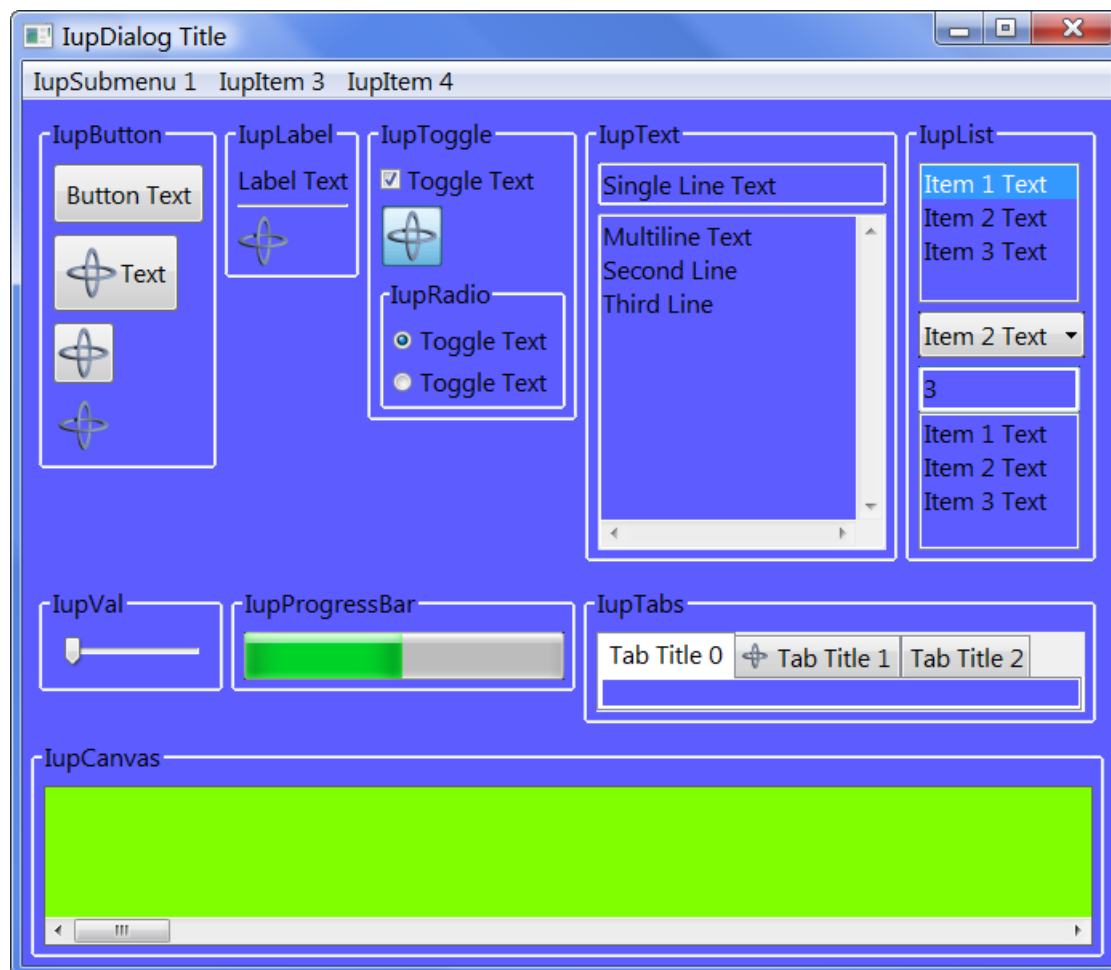 IupDialog Title
IupSubmenu 1 IupItem 3 IupItem 4
IupButton
Button Text
Text
IupLabel
Label Text
IupToggle
Toggle Text
IupRadio
Toggle Text
Toggle Text
IupText
Single Line Text
Multiline Text
Second Line
Third Line
IupList
Item 1 Text
Item 2 Text
Item 3 Text
Item 2 Text
3
Item 1 Text
Item 2 Text
Item 3 Text
IupVal
IupProgressBar
IupTabs
Tab Title 0 Tab Title 1 Tab Title 2
IupCanvas